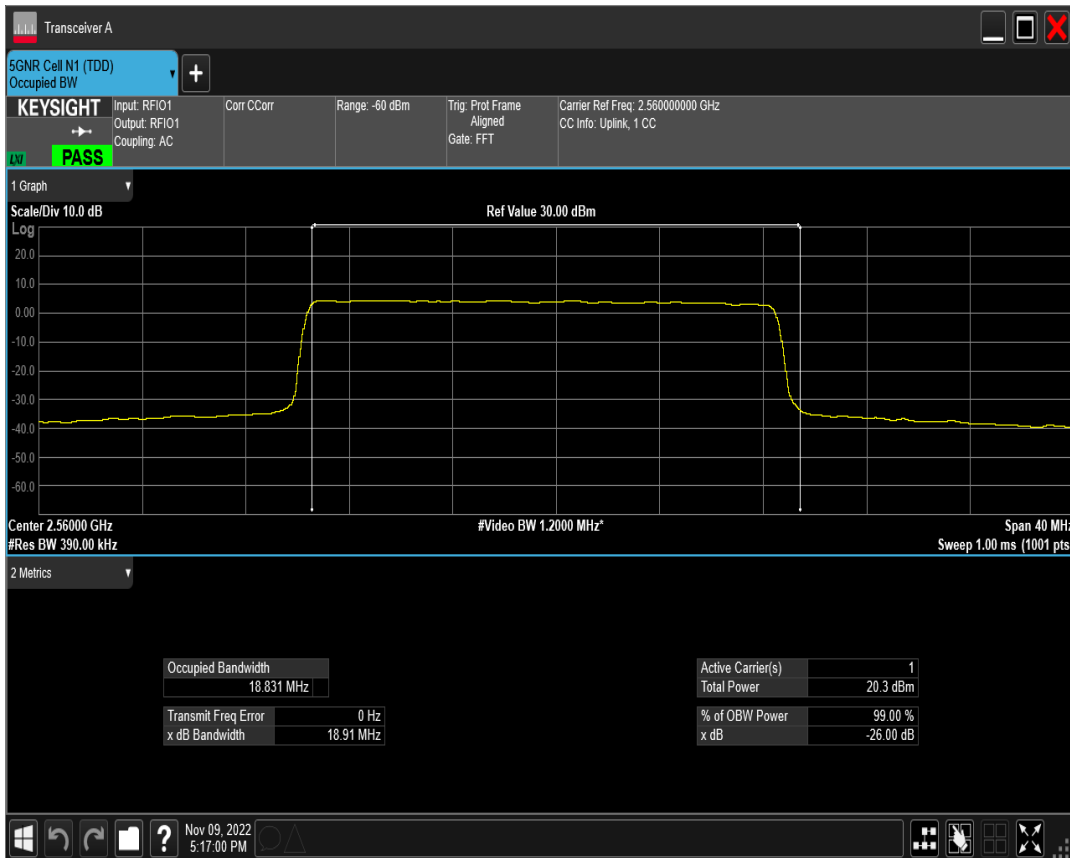 Transceiver A
5GNR Cell N1 (TDD)
Occupied BW
+
KEYSIGHT
LXI
PASS
Input: RFIO1
Output: RFIO1
Coupling: AC
Corr CCorr
Range: -60 dBm
Trig: Prot Frame
Aligned
Gate: FFT
Carrier Ref Freq: 2.560000000 GHz
CC Info: Uplink, 1 CC
1 Graph
Scale/Div 10.0 dB
Ref Value 30.00 dBm
Log
20.0
10.0
0.00
-10.0
-20.0
-30.0
-40.0
-50.0
-60.0
Center 2.56000 GHz
#Video BW 1.2000 MHz*
Span 40 MHz
#Res BW 390.00 kHz
Sweep 1.00 ms (1001 pts
2 Metrics
Occupied Bandwidth
18.831 MHz
Transmit Freq Error 0 Hz
x dB Bandwidth 18.91 MHz
Active Carrier(s) 1
Total Power 20.3 dBm
% of OBW Power 99.00 %
x dB -26.00 dB
?
Nov 09, 2022
5:17:00 PM